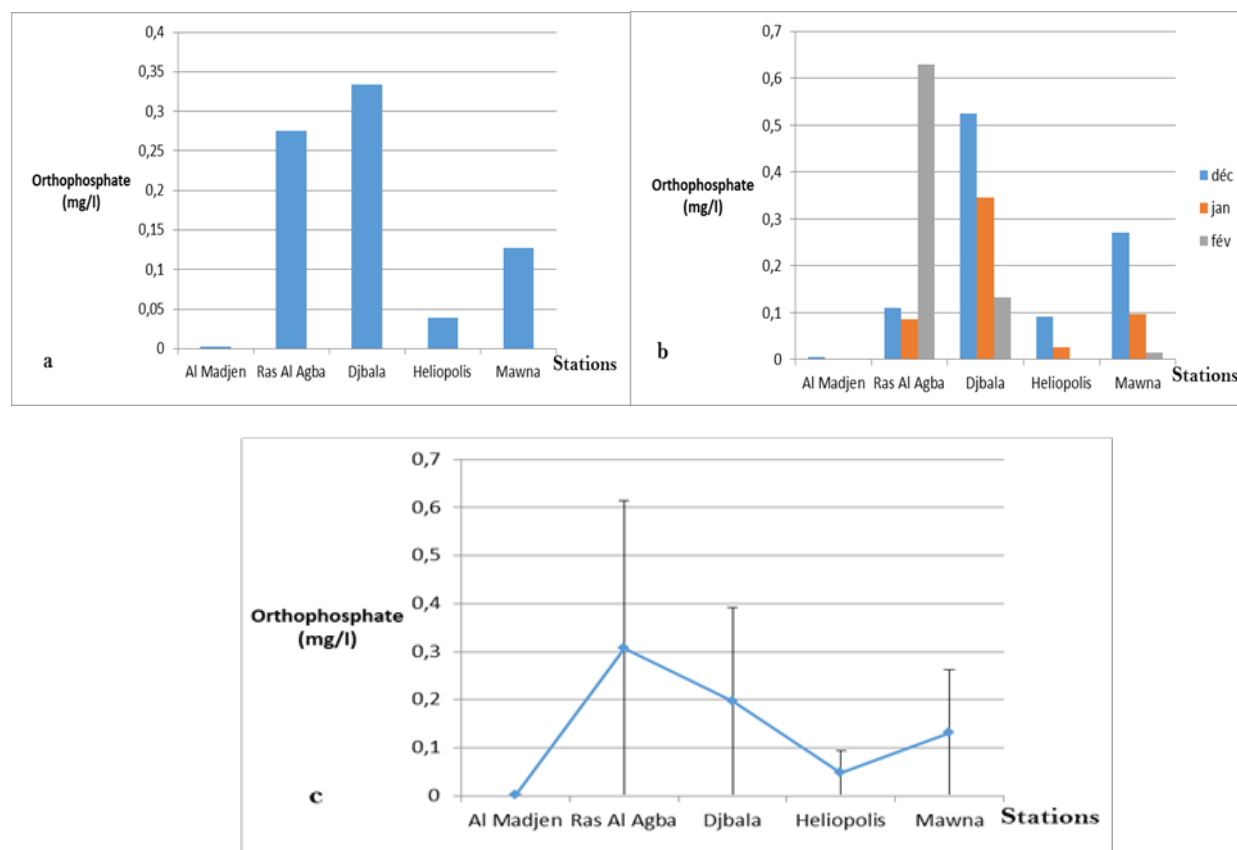 0,4
0,35
0,3
0,25
0,2
0,15
0,1
0,05
0
Orthophosphate
(mg/l)
Al Madjen Ras Al Agba Djbala Heliopolis Mawna
Stations
a
0,7
0,6
0,5
0,4
0,3
0,2
0,1
0
Orthophosphate
(mg/l)
déc
jan
fév
Al Madjen Ras Al Agba Djbala Heliopolis Mawna
Stations
b
0,7
0,6
0,5
0,4
0,3
0,2
0,1
0
Orthophosphate
(mg/l)
Al Madjen Ras Al Agba Djbala Heliopolis Mawna
Stations
c